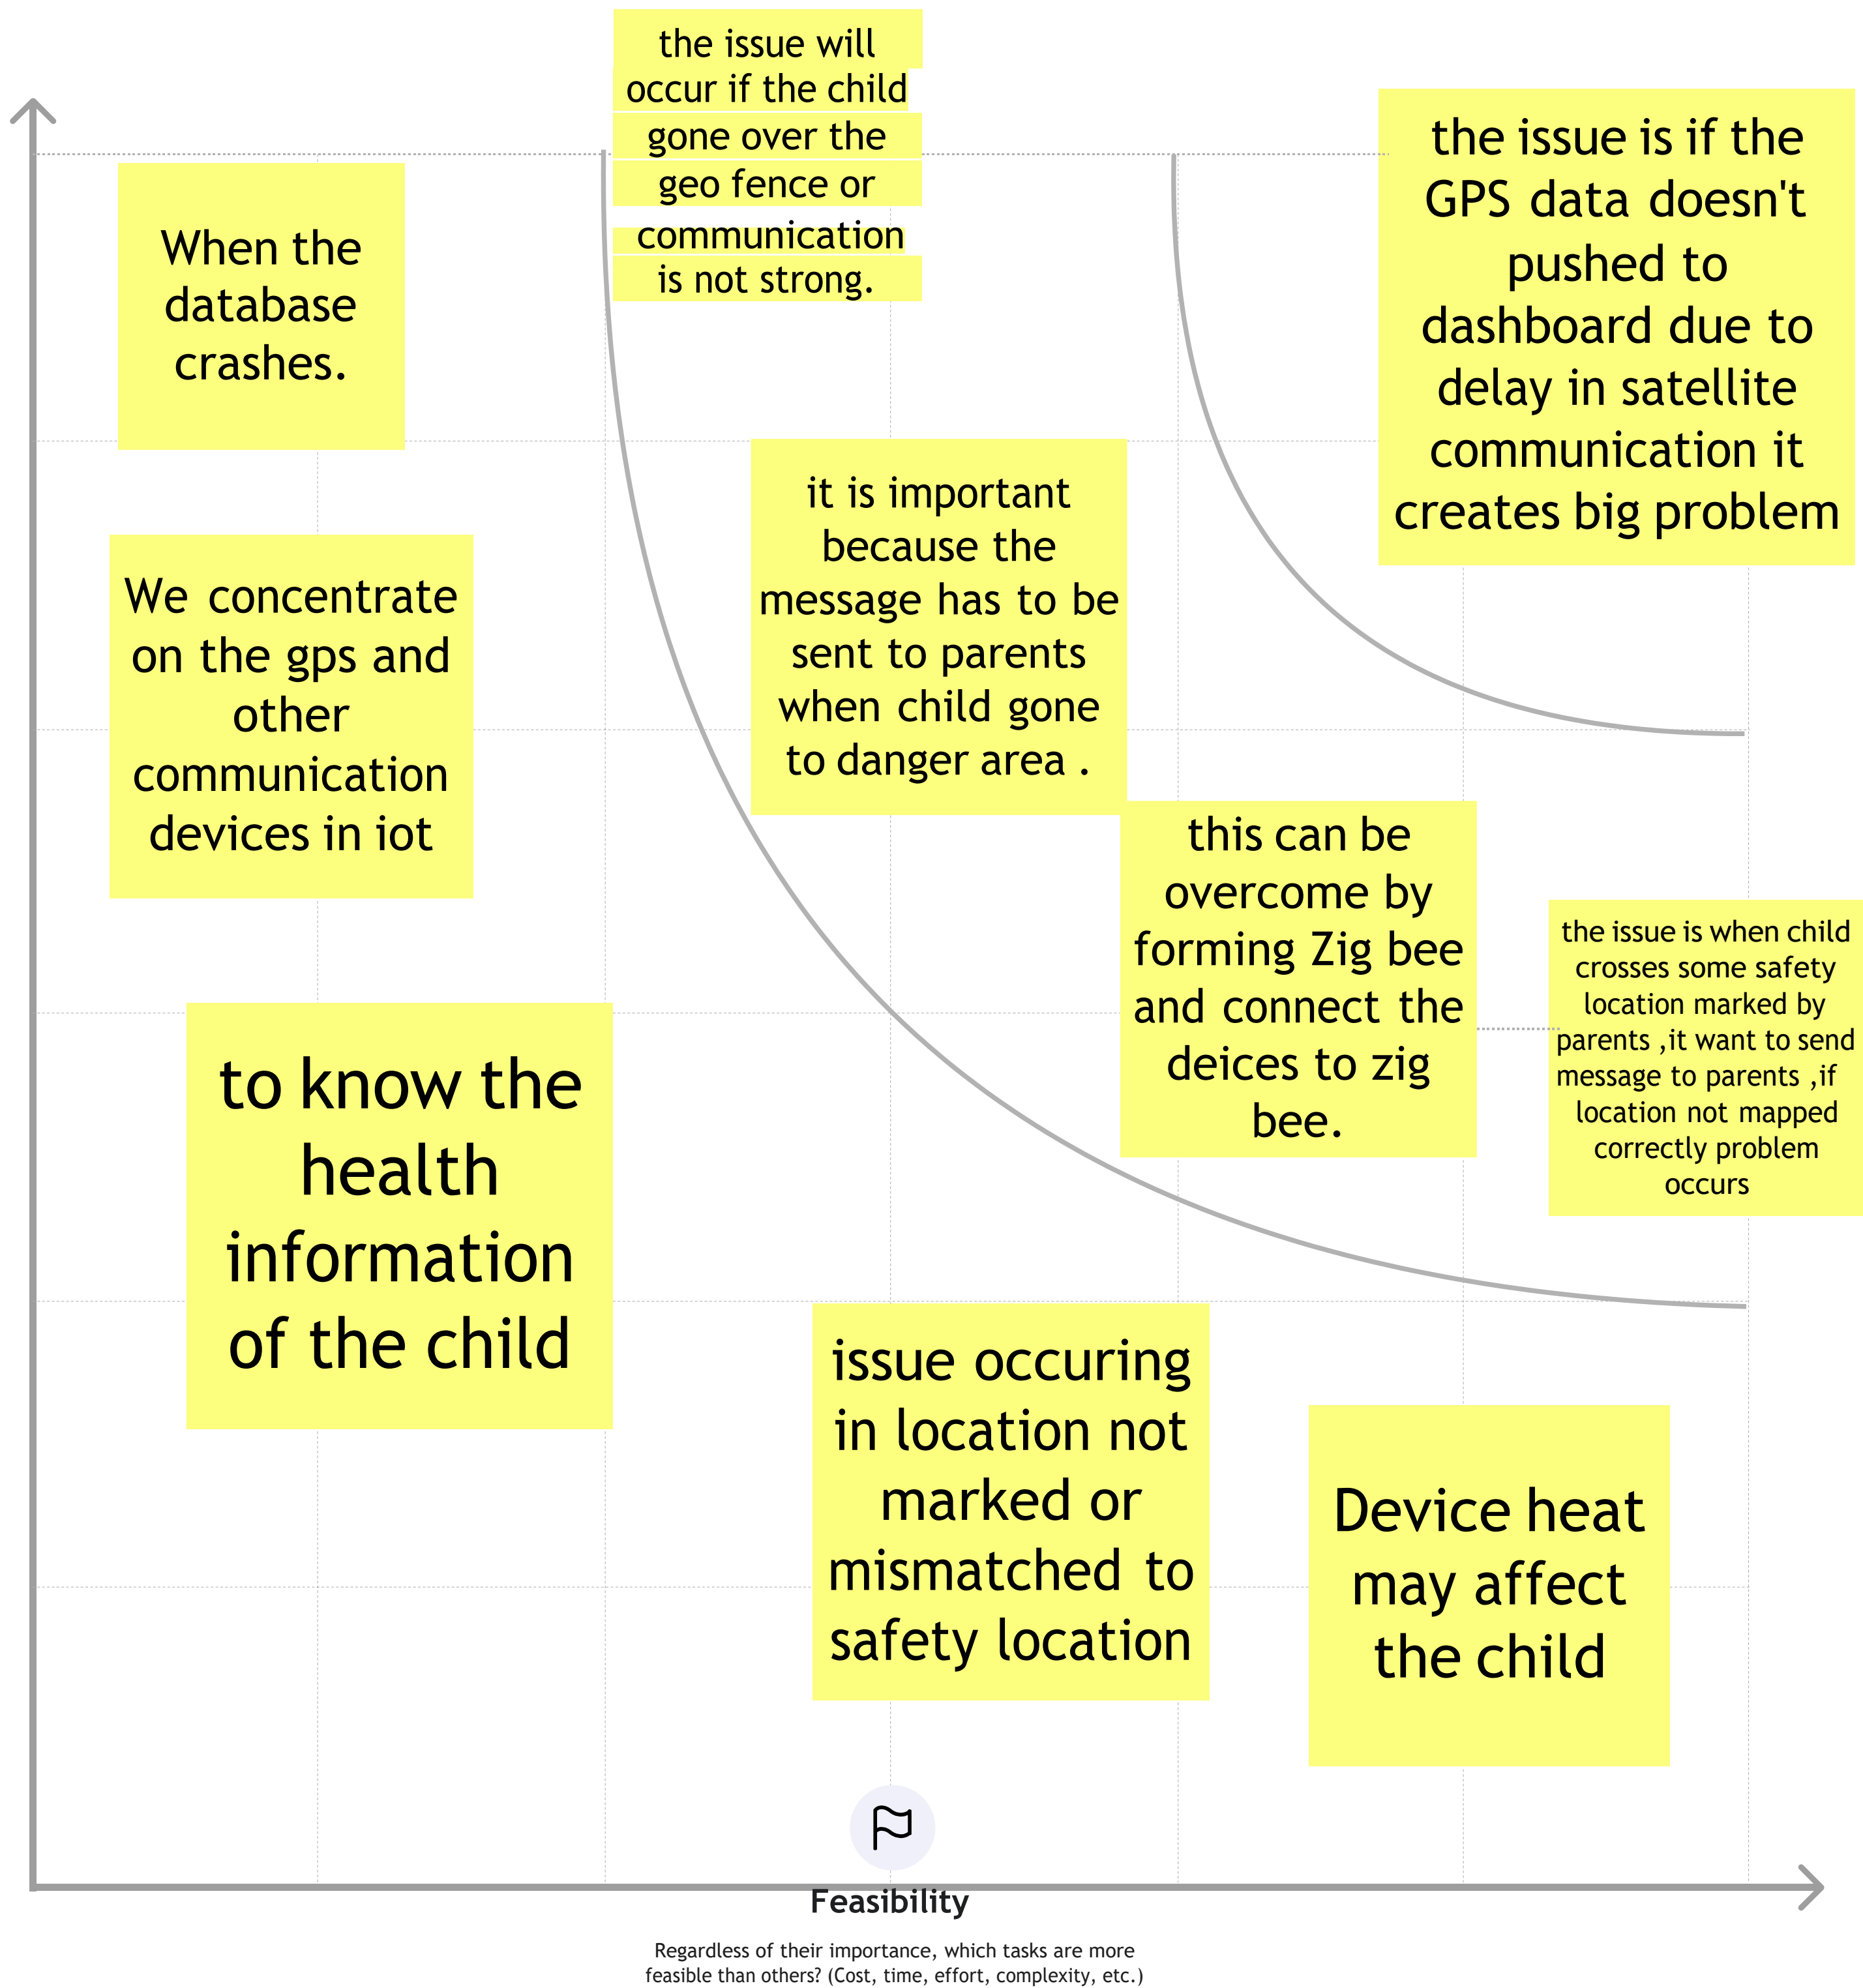 the issue will
occur if the child
gone over the
geo fence or
communication
is not strong.
the issue is if the
GPS data doesn't
pushed to
dashboard due to
delay in satellite
communication it
creates big problem
When the
database
crashes.
it is important
because the
message has to be
sent to parents
when child gone
to danger area .
We concentrate
on the gps and
other
communication
devices in iot
this can be
overcome by
forming Zig bee
and connect the
deices to zig
bee.
the issue is when child
crosses some safety
location marked by
parents ,it want to send
message to parents ,if
location not mapped
correctly problem
occurs
to know the
health
information
of the child
issue occuring
in location not
marked or
mismatched to
safety location
Device heat
may affect
the child
Feasibility
Regardless of their importance, which tasks are more
feasible than others? (Cost, time, effort, complexity, etc.)